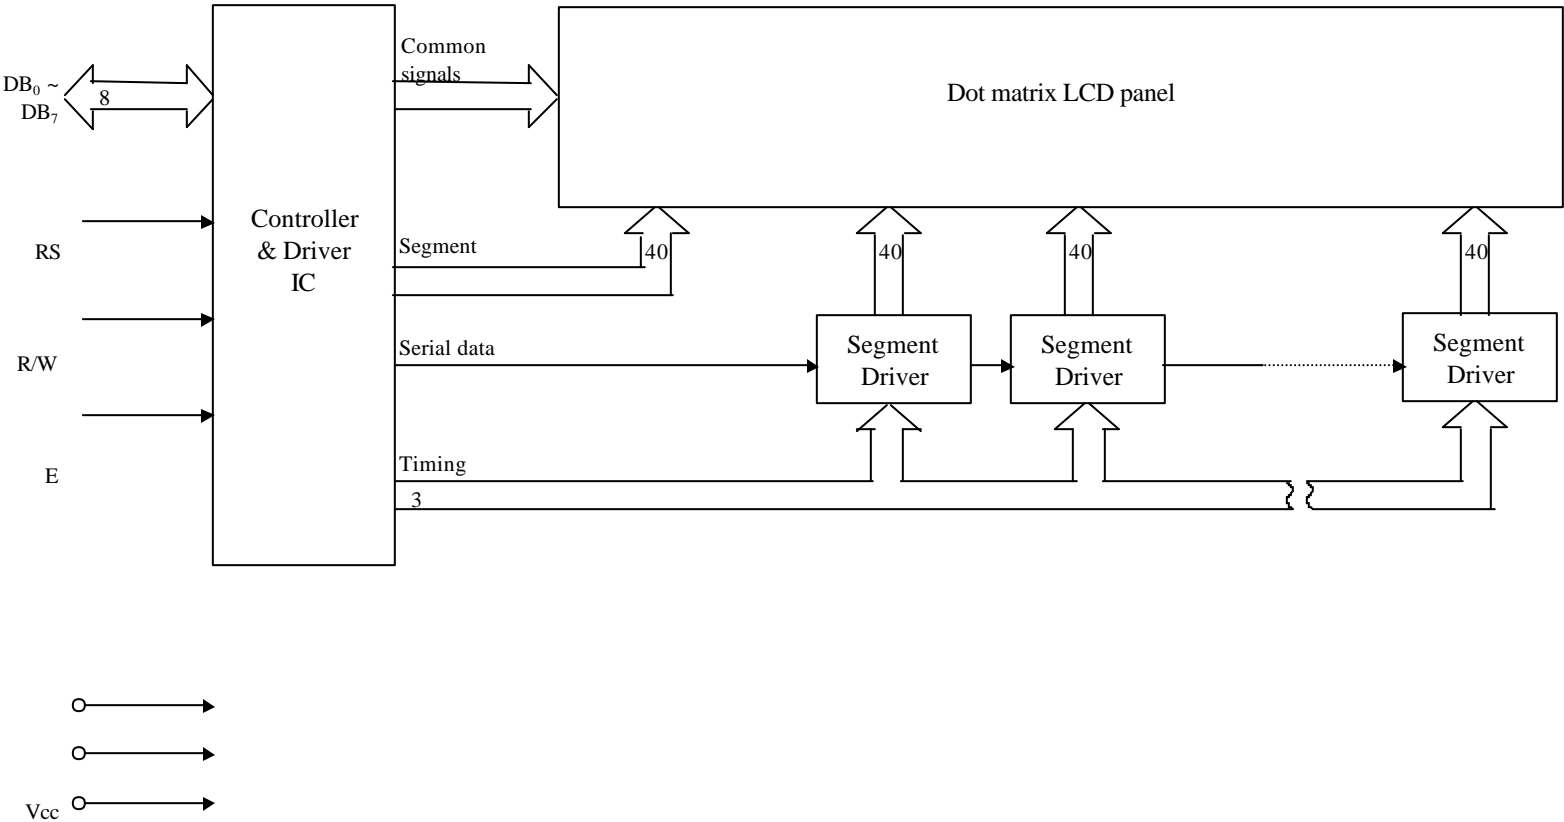 Common
signals
DB₀ ~
DB₇
8
Dot matrix LCD panel
Controller
& Driver
IC
RS
Segment
40
40
40
40
R/W
Serial data
Segment
Driver
Segment
Driver
Segment
Driver
E
Timing
3
Vcc